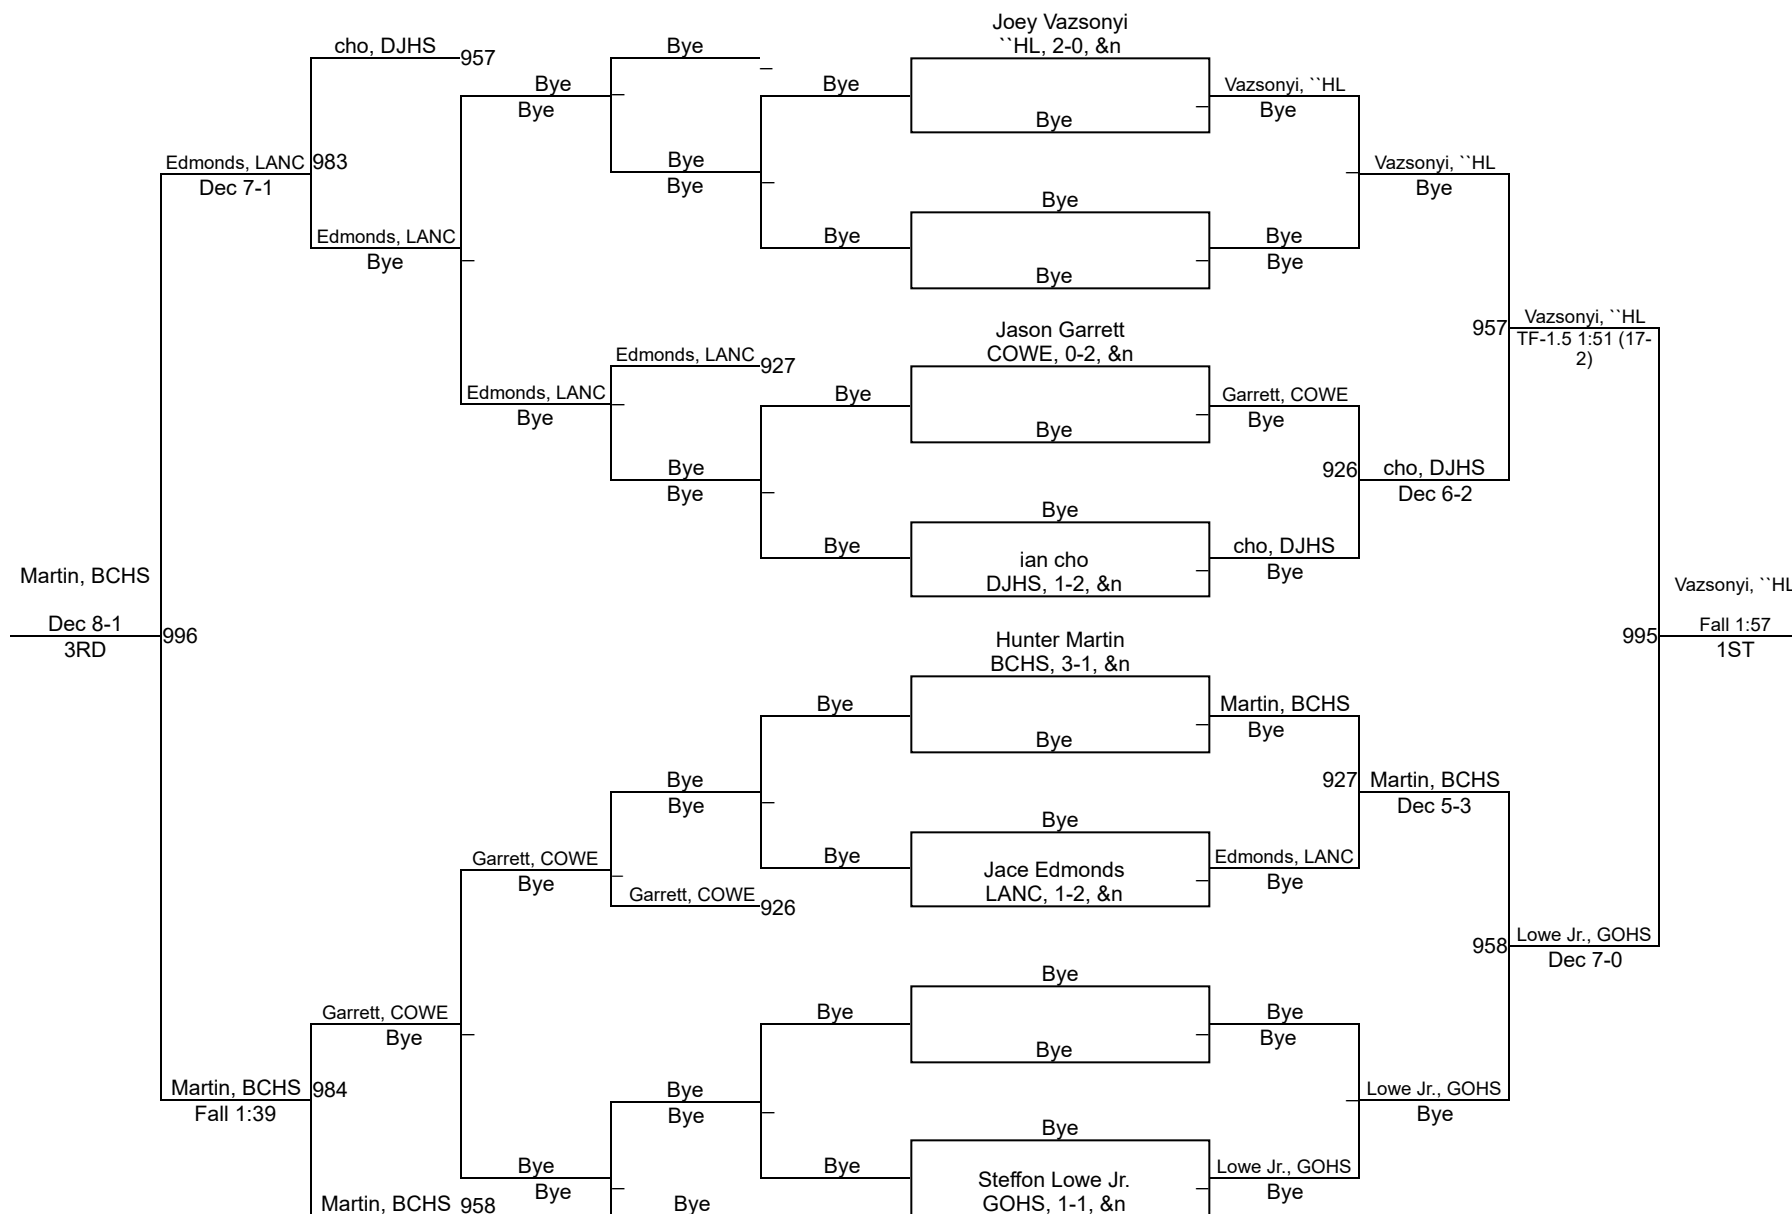 Joey Vazsonyi
``HL, 2-0, &n
cho, DJHS
957
Bye
Bye
Bye
Bye
Vazsonyi, ``HL
Bye
Bye
Bye
Edmonds, LANC
983
Dec 7-1
Bye
Bye
Vazsonyi, ``HL
Bye
Edmonds, LANC
Bye
Bye
Bye
Bye
Bye
Bye
Jason Garrett
COWE, 0-2, &n
957
Vazsonyi, ``HL
TF-1.5 1:51 (17-
2)
Edmonds, LANC
927
Edmonds, LANC
Bye
Bye
Bye
Garrett, COWE
Bye
Bye
Bye
926
cho, DJHS
Dec 6-2
Bye
Bye
ian cho
DJHS, 1-2, &n
cho, DJHS
Bye
Martin, BCHS
Dec 8-1
3RD
996
Vazsonyi, ``HL
995
Fall 1:57
1ST
Hunter Martin
BCHS, 3-1, &n
Bye
Bye
Martin, BCHS
Bye
Bye
Bye
927
Martin, BCHS
Dec 5-3
Bye
Bye
Jace Edmonds
LANC, 1-2, &n
Edmonds, LANC
Bye
Garrett, COWE
Bye
Garrett, COWE
926
958
Lowe Jr., GOHS
Dec 7-0
Bye
Bye
Bye
Bye
Bye
Garrett, COWE
Bye
Martin, BCHS
984
Fall 1:39
Bye
Bye
Lowe Jr., GOHS
Bye
Bye
Bye
Bye
Bye
Steffon Lowe Jr.
GOHS, 1-1, &n
Lowe Jr., GOHS
Bye
Martin, BCHS
958
Bye